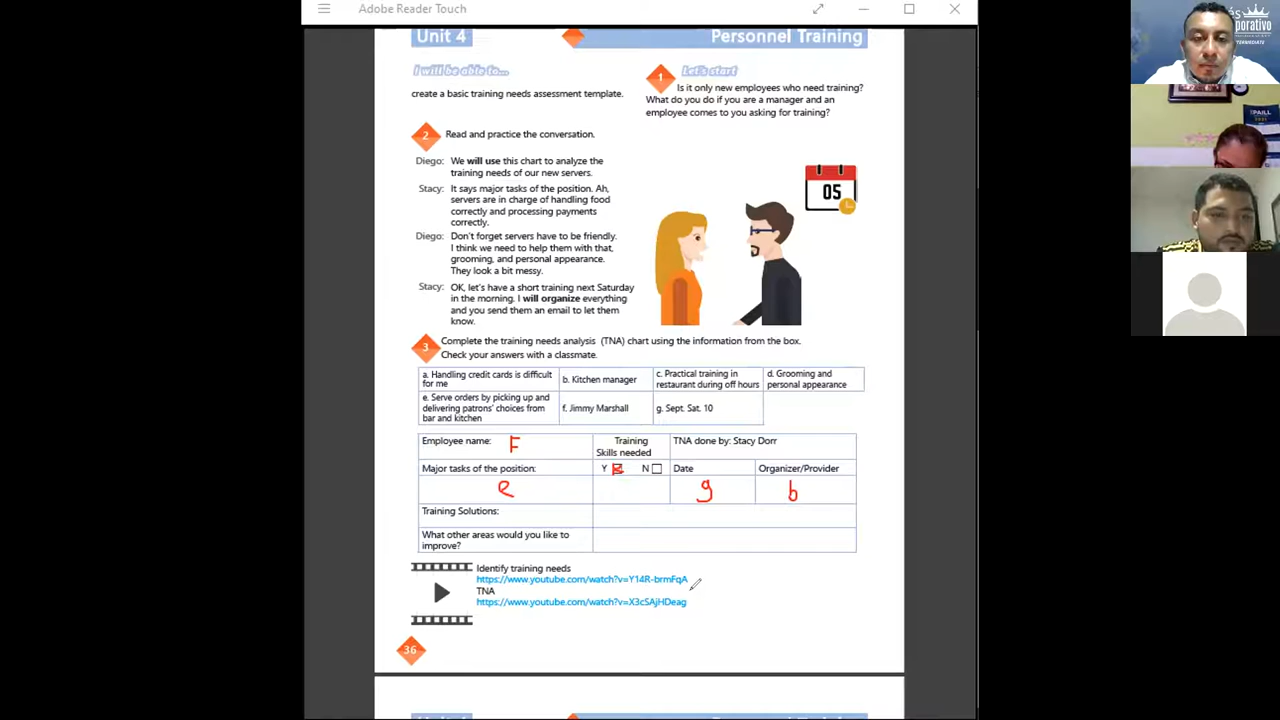 Adobe Reader Touch
Unit 4
Personnel Training
I will be able to...
create a basic training needs assessment template.
1
Let's start
Is it only new employees who need training?
What do you do if you are a manager and an
employee comes to you asking for training?
2
Read and practice the conversation.
Diego: We will use this chart to analyze the
training needs of our new servers.
Stacy: It says major tasks of the position. Ah,
servers are in charge of handling food
correctly and processing payments
correctly.
Diego: Don't forget servers have to be friendly.
I think we need to help them with that,
grooming, and personal appearance.
They look a bit messy.
Stacy: OK, let's have a short training next Saturday
in the morning. I will organize everything
and you send them an email to let them
know.
05
3
Complete the training needs analysis (TNA) chart using the information from the box.
Check your answers with a classmate.
a. Handling credit cards is difficult
for me
b. Kitchen manager
c. Practical training in
restaurant during off hours
d. Grooming and
personal appearance
e. Serve orders by picking up and
delivering patrons' choices from
bar and kitchen
f. Jimmy Marshall
g. Sept. Sat. 10
Employee name: F
Training
Skills needed
TNA done by: Stacy Dorr
Major tasks of the position:
Y N
Date
Organizer/Provider
e
g
b
Training Solutions:
What other areas would you like to
improve?
Identify training needs
https://www.youtube.com/watch?v=Y14R-brmFqA
TNA
https://www.youtube.com/watch?v=X3cSAjHDeag
36